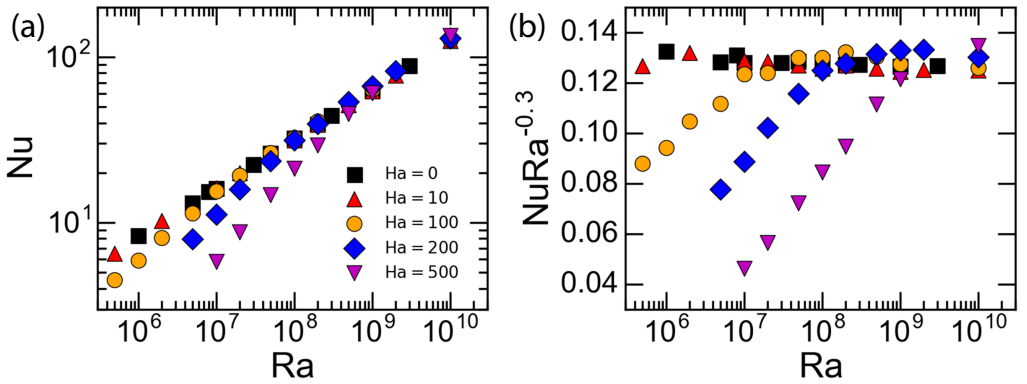 (a)
Nu
10²
10¹
Ha = 0
Ha = 10
Ha = 100
Ha = 200
Ha = 500
10⁶ 10⁷ 10⁸ 10⁹ 10¹⁰
Ra
(b)
NuRa⁻⁰·³
0.14
0.12
0.10
0.08
0.06
0.04
10⁶ 10⁷ 10⁸ 10⁹ 10¹⁰
Ra